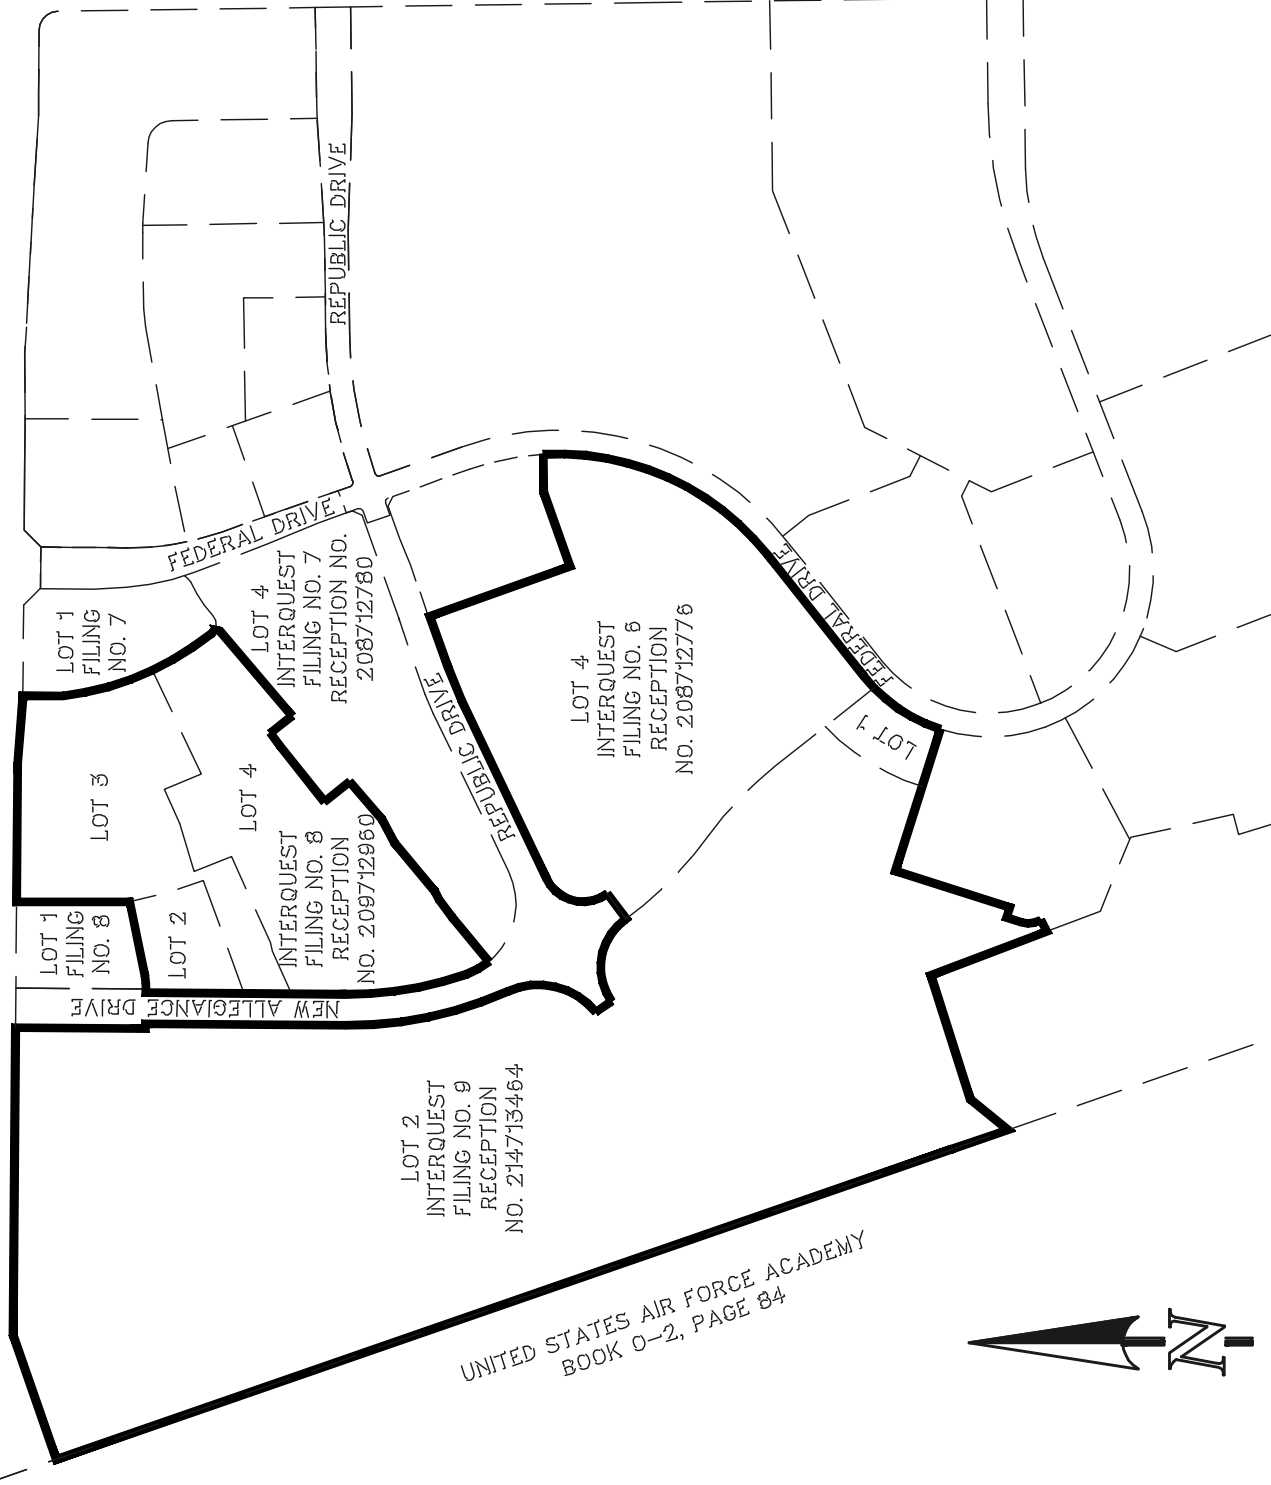 REPUBLIC DRIVE
FEDERAL DRIVE
LOT 1
FILING
NO. 7
LOT 4
INTERQUEST
FILING NO. 7
RECEPTION NO.
208712780
REPUBLIC DRIVE
LOT 4
INTERQUEST
FILING NO. 6
RECEPTION
NO. 208712776
FEDERAL DRIVE
LOT 1
LOT 3
LOT 4
INTERQUEST
FILING NO. 8
RECEPTION
NO. 209712960
LOT 1
FILING
NO. 8
LOT 2
NEW ALLEGIANCE DRIVE
LOT 2
INTERQUEST
FILING NO. 9
RECEPTION
NO. 214713464
UNITED STATES AIR FORCE ACADEMY
BOOK O-2, PAGE 84
N